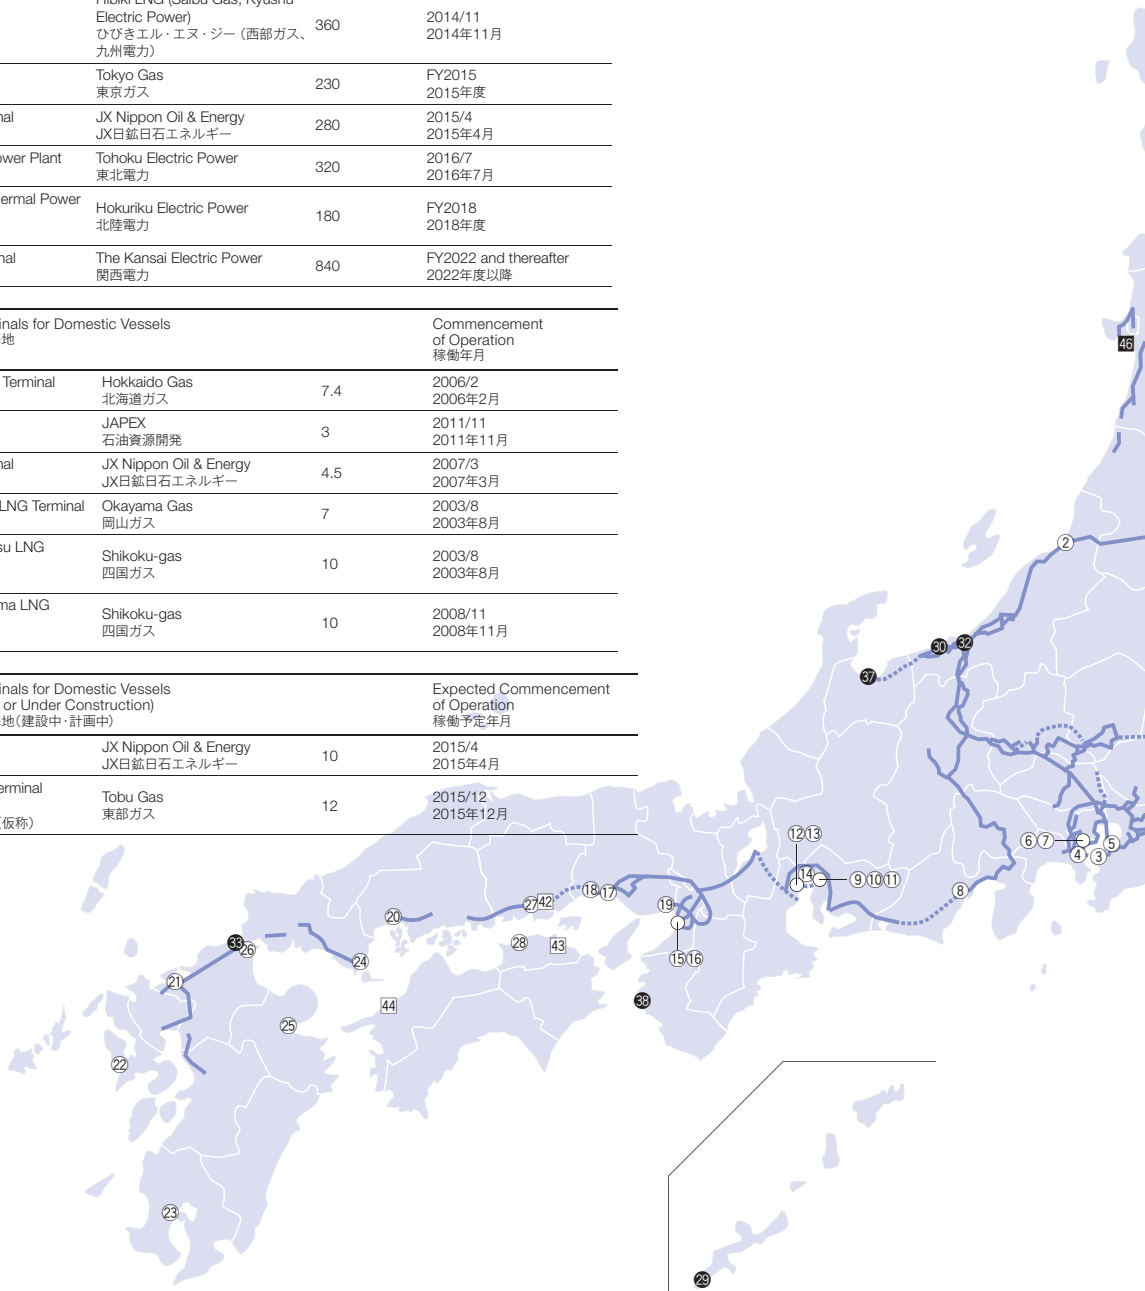 Hibiki LNG (Saibu Gas, Kyushu
Electric Power)
ひびきエル・エヌ・ジー（西部ガス、
九州電力）
360
2014/11
2014年11月
Tokyo Gas
東京ガス
230
FY2015
2015年度
nal
JX Nippon Oil & Energy
JX日鉱日石エネルギー
280
2015/4
2015年4月
ower Plant
Tohoku Electric Power
東北電力
320
2016/7
2016年7月
ermal Power
Hokuriku Electric Power
北陸電力
180
FY2018
2018年度
nal
The Kansai Electric Power
関西電力
840
FY2022 and thereafter
2022年度以降
inals for Domestic Vessels
地
Commencement
of Operation
稼働年月
Terminal
Hokkaido Gas
北海道ガス
7.4
2006/2
2006年2月
JAPEX
石油資源開発
3
2011/11
2011年11月
nal
JX Nippon Oil & Energy
JX日鉱日石エネルギー
4.5
2007/3
2007年3月
LNG Terminal
Okayama Gas
岡山ガス
7
2003/8
2003年8月
su LNG
Shikoku-gas
四国ガス
10
2003/8
2003年8月
ma LNG
Shikoku-gas
四国ガス
10
2008/11
2008年11月
inals for Domestic Vessels
or Under Construction)
地（建設中・計画中）
Expected Commencement
of Operation
稼働予定年月
JX Nippon Oil & Energy
JX日鉱日石エネルギー
10
2015/4
2015年4月
erminal
（仮称）
Tobu Gas
東部ガス
12
2015/12
2015年12月
46
2
30
32
37
12 13
6 7
5
4
3
14
9 10 11
8
18 17
27 42
19
20
28
43
15 16
33
26
24
21
38
44
25
22
23
29